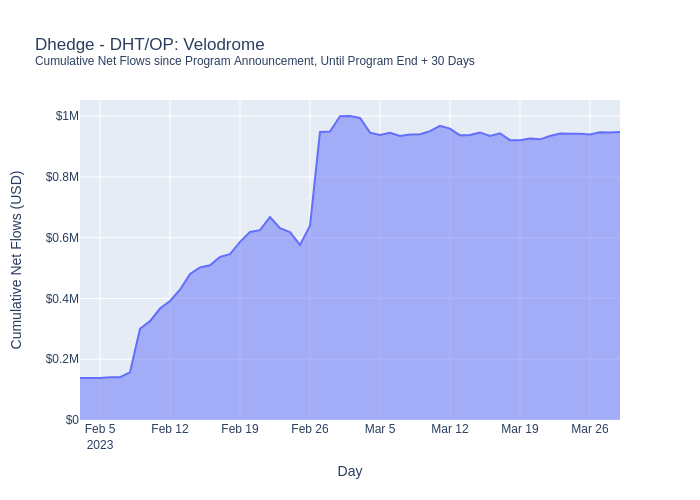 Dhedge - DHT/OP: Velodrome
Cumulative Net Flows since Program Announcement, Until Program End + 30 Days
Cumulative Net Flows (USD)
$1M
$0.8M
$0.6M
$0.4M
$0.2M
$0
Feb 5 Feb 12 Feb 19 Feb 26 Mar 5 Mar 12 Mar 19 Mar 26
2023
Day